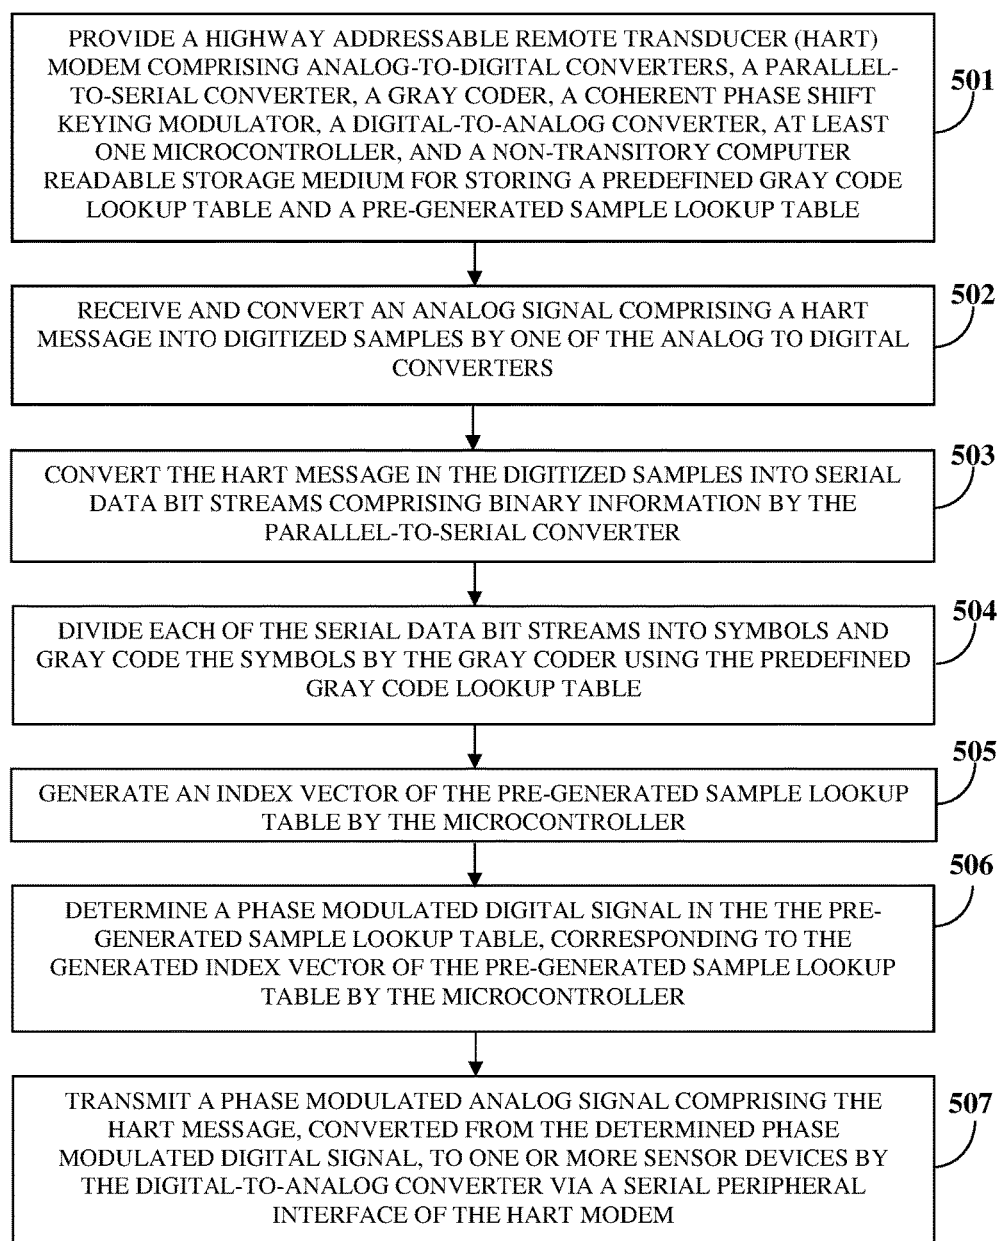 PROVIDE A HIGHWAY ADDRESSABLE REMOTE TRANSDUCER (HART)
MODEM COMPRISING ANALOG-TO-DIGITAL CONVERTERS, A PARALLEL-
TO-SERIAL CONVERTER, A GRAY CODER, A COHERENT PHASE SHIFT
KEYING MODULATOR, A DIGITAL-TO-ANALOG CONVERTER, AT LEAST
ONE MICROCONTROLLER, AND A NON-TRANSITORY COMPUTER
READABLE STORAGE MEDIUM FOR STORING A PREDEFINED GRAY CODE
LOOKUP TABLE AND A PRE-GENERATED SAMPLE LOOKUP TABLE
501
RECEIVE AND CONVERT AN ANALOG SIGNAL COMPRISING A HART
MESSAGE INTO DIGITIZED SAMPLES BY ONE OF THE ANALOG TO DIGITAL
CONVERTERS
502
CONVERT THE HART MESSAGE IN THE DIGITIZED SAMPLES INTO SERIAL
DATA BIT STREAMS COMPRISING BINARY INFORMATION BY THE
PARALLEL-TO-SERIAL CONVERTER
503
DIVIDE EACH OF THE SERIAL DATA BIT STREAMS INTO SYMBOLS AND
GRAY CODE THE SYMBOLS BY THE GRAY CODER USING THE PREDEFINED
GRAY CODE LOOKUP TABLE
504
GENERATE AN INDEX VECTOR OF THE PRE-GENERATED SAMPLE LOOKUP
TABLE BY THE MICROCONTROLLER
505
DETERMINE A PHASE MODULATED DIGITAL SIGNAL IN THE THE PRE-
GENERATED SAMPLE LOOKUP TABLE, CORRESPONDING TO THE
GENERATED INDEX VECTOR OF THE PRE-GENERATED SAMPLE LOOKUP
TABLE BY THE MICROCONTROLLER
506
TRANSMIT A PHASE MODULATED ANALOG SIGNAL COMPRISING THE
HART MESSAGE, CONVERTED FROM THE DETERMINED PHASE
MODULATED DIGITAL SIGNAL, TO ONE OR MORE SENSOR DEVICES BY
THE DIGITAL-TO-ANALOG CONVERTER VIA A SERIAL PERIPHERAL
INTERFACE OF THE HART MODEM
507